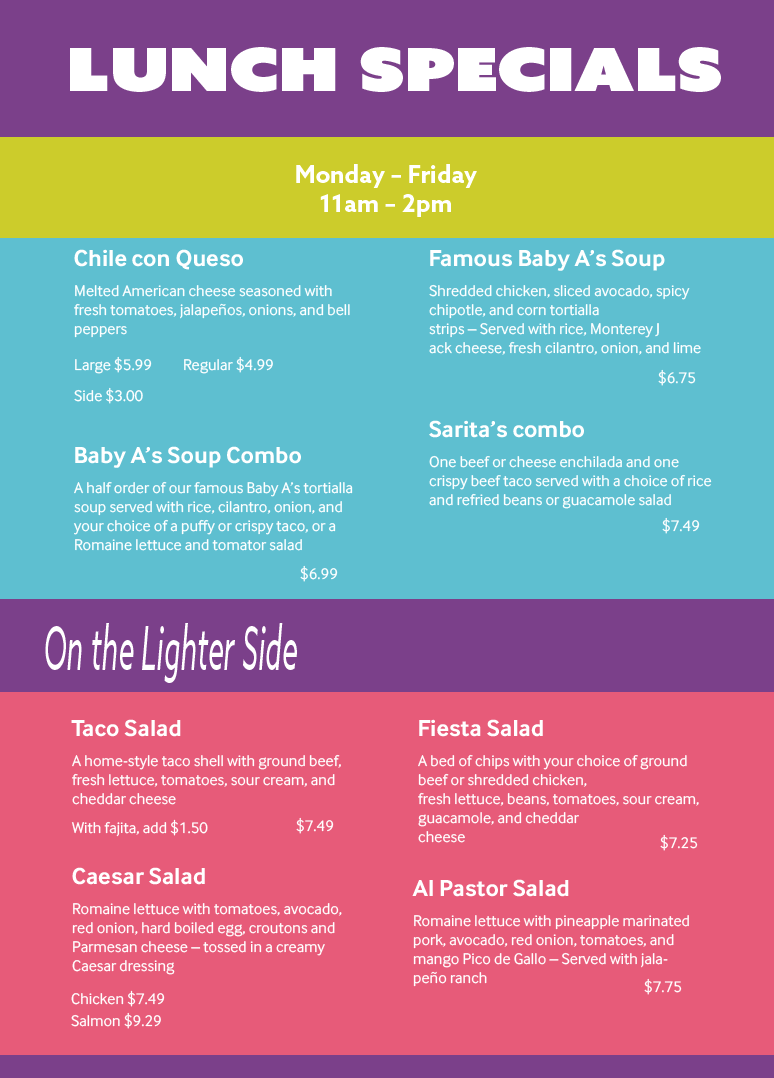 LUNCH SPECIALS
Monday – Friday
11am – 2pm
Chile con Queso
Melted American cheese seasoned with
fresh tomatoes, jalapeños, onions, and bell
peppers
Large $5.99 Regular $4.99
Side $3.00
Baby A's Soup Combo
A half order of our famous Baby A's tortialla
soup served with rice, cilantro, onion, and
your choice of a puffy or crispy taco, or a
Romaine lettuce and tomator salad
$6.99
Famous Baby A's Soup
Shredded chicken, sliced avocado, spicy
chipotle, and corn tortialla
strips – Served with rice, Monterey J
ack cheese, fresh cilantro, onion, and lime
$6.75
Sarita's combo
One beef or cheese enchilada and one
crispy beef taco served with a choice of rice
and refried beans or guacamole salad
$7.49
On the Lighter Side
Taco Salad
A home-style taco shell with ground beef,
fresh lettuce, tomatoes, sour cream, and
cheddar cheese
With fajita, add $1.50 $7.49
Caesar Salad
Romaine lettuce with tomatoes, avocado,
red onion, hard boiled egg, croutons and
Parmesan cheese – tossed in a creamy
Caesar dressing
Chicken $7.49
Salmon $9.29
Fiesta Salad
A bed of chips with your choice of ground
beef or shredded chicken,
fresh lettuce, beans, tomatoes, sour cream,
guacamole, and cheddar
cheese
$7.25
Al Pastor Salad
Romaine lettuce with pineapple marinated
pork, avocado, red onion, tomatoes, and
mango Pico de Gallo – Served with jala-
peño ranch
$7.75